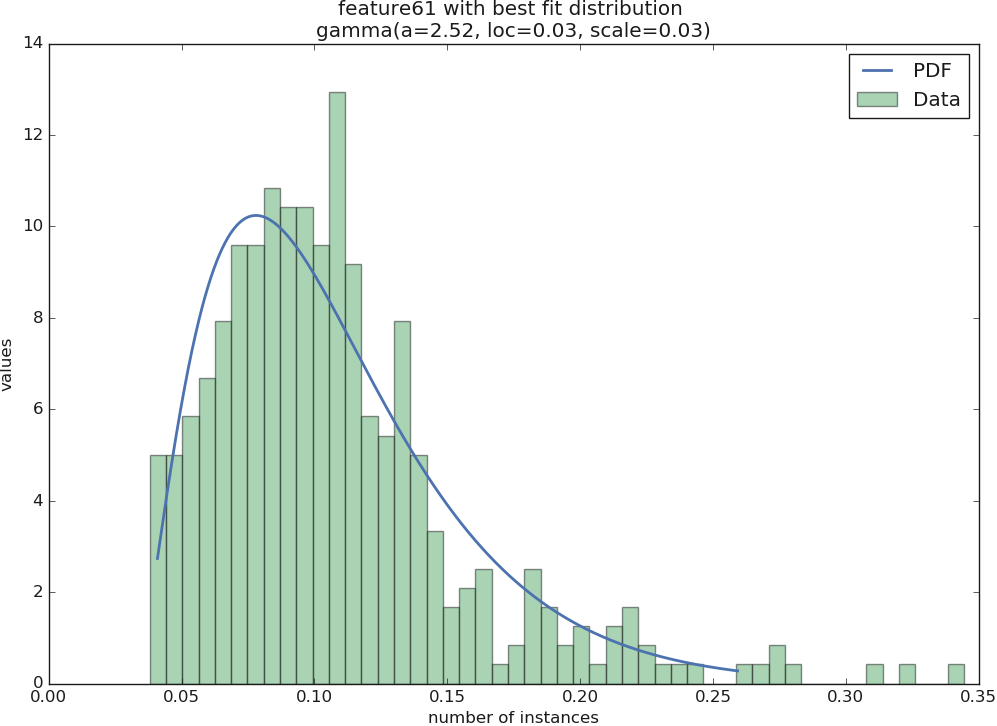 feature61 with best fit distribution
gamma(a=2.52, loc=0.03, scale=0.03)
PDF
Data
values
14
12
10
8
6
4
2
0
0.00 0.05 0.10 0.15 0.20 0.25 0.30 0.35
number of instances